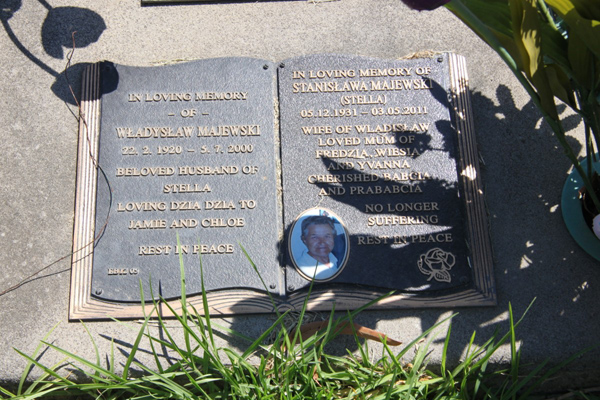 IN LOVING MEMORY
- OF -
WŁADYSŁAW MAJEWSKI
22. 2. 1920 - 5. 7. 2000
BELOVED HUSBAND OF
STELLA
LOVING DZIA DZIA TO
JAMIE AND CHLOE
REST IN PEACE
IN LOVING MEMORY OF
STANISŁAWA MAJEWSKI
(STELLA)
05.12.1931 - 03.05.2011
WIFE OF WLADISLAW
LOVED MUM OF
FREDZIA, WIESIA
AND YVANNA
CHERISHED BABCIA
AND PRABABCIA
NO LONGER
SUFFERING
REST IN PEACE